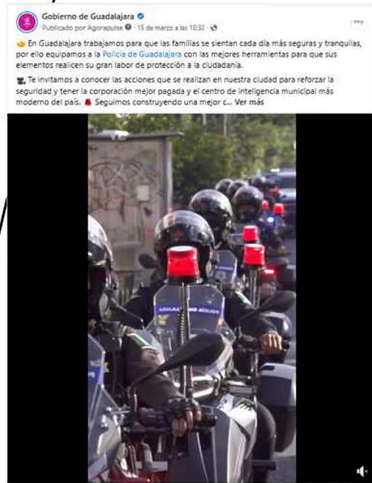 Gobierno de Guadalajara
Publicado por Agorapulse · 15 de marzo a las 10:32 ·
👉 En Guadalajara trabajamos para que las familias se sientan cada día más seguras y tranquilas,
por ello equipamos a la Policía de Guadalajara con las mejores herramientas para que sus
elementos realicen su gran labor de protección a la ciudadanía.
Te invitamos a conocer las acciones que se realizan en nuestra ciudad para reforzar la
seguridad y tener la corporación mejor pagada y el centro de inteligencia municipal más
moderno del país. 🚨 Seguimos construyendo una mejor c... Ver más